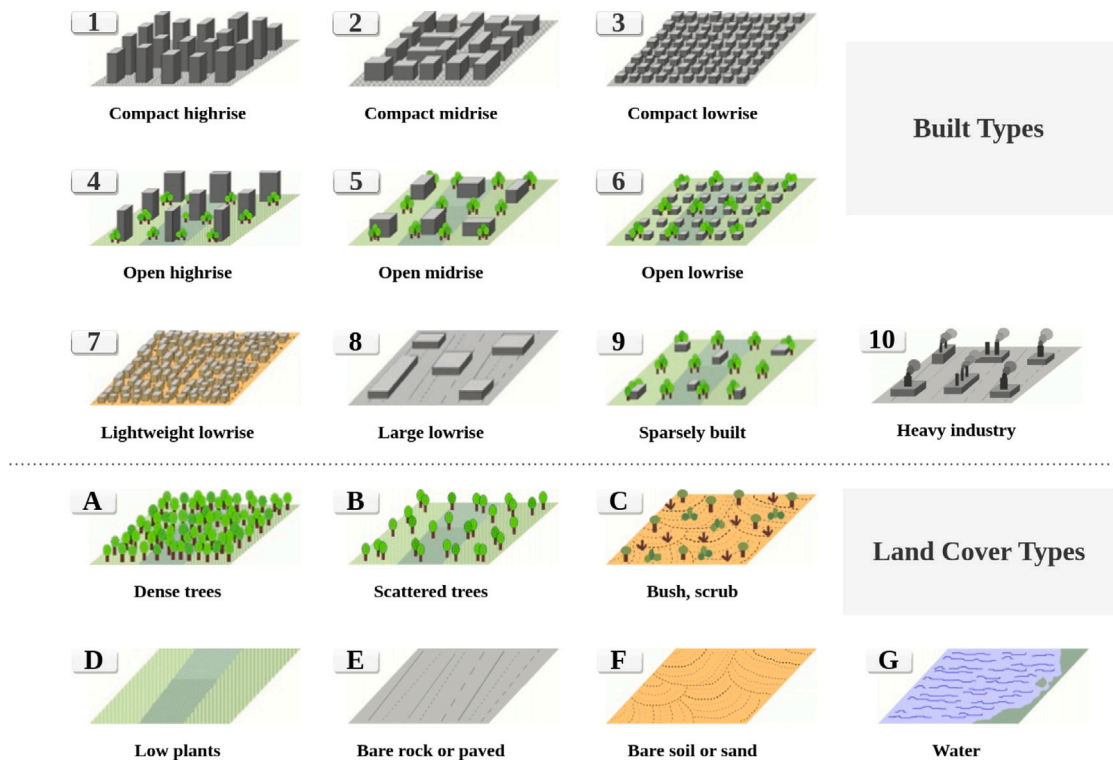 1
2
3
Compact highrise
Compact midrise
Compact lowrise
Built Types
4
5
6
Open highrise
Open midrise
Open lowrise
7
8
9
10
Lightweight lowrise
Large lowrise
Sparsely built
Heavy industry
A
B
C
Dense trees
Scattered trees
Bush, scrub
Land Cover Types
D
E
F
G
Low plants
Bare rock or paved
Bare soil or sand
Water